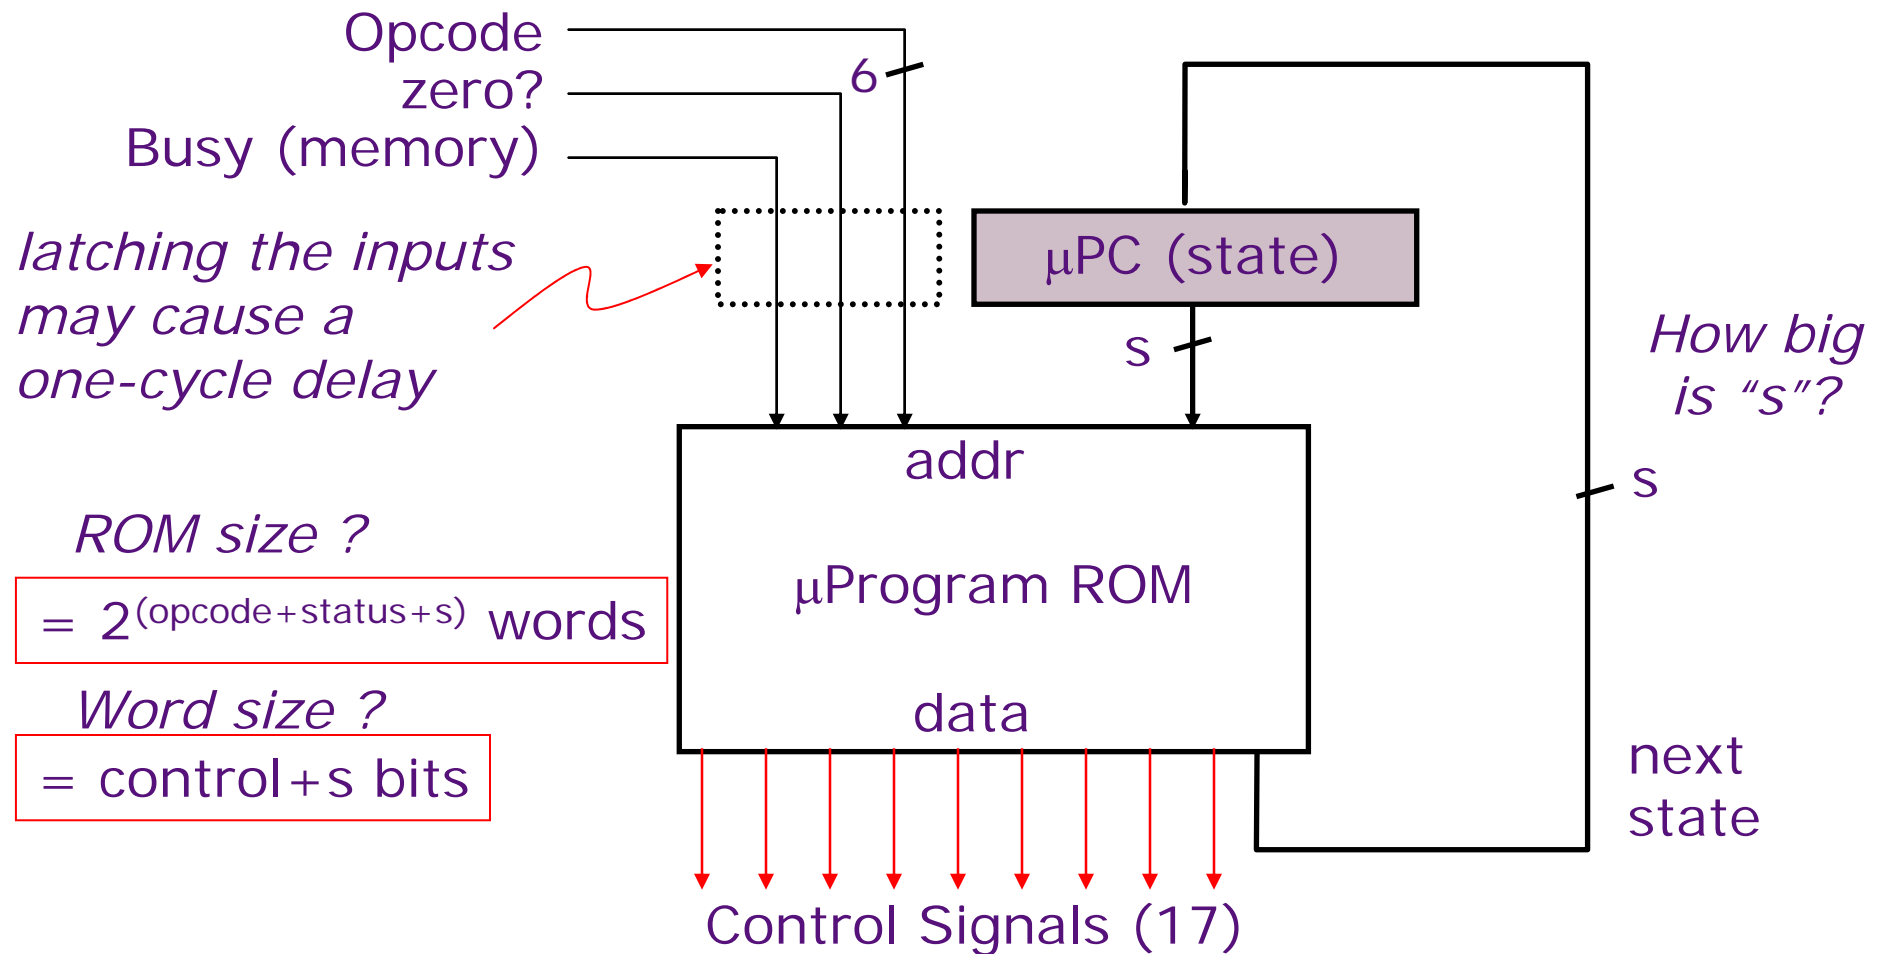 Opcode
zero?
Busy (memory)
6
latching the inputs
may cause a
one-cycle delay
μPC (state)
s
How big
is “s”?
s
addr
ROM size ?
= 2^(opcode+status+s) words
μProgram ROM
Word size ?
= control+s bits
data
next
state
Control Signals (17)